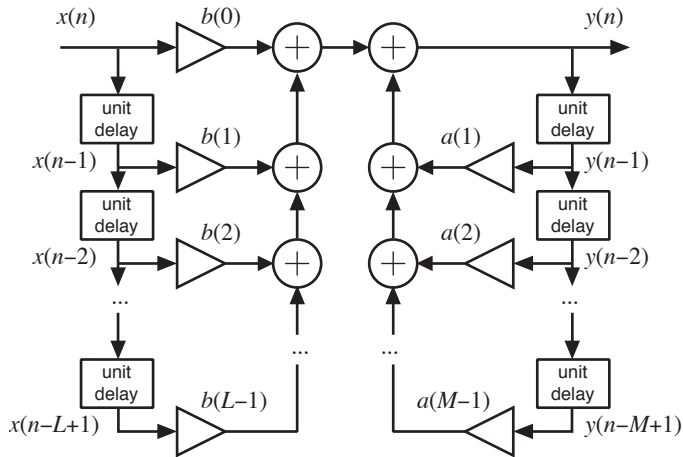 x(n) b(0) y(n)
unit delay unit delay
x(n−1) b(1) a(1) y(n−1)
unit delay unit delay
x(n−2) b(2) a(2) y(n−2)
... ... ... ...
unit delay unit delay
b(L−1) a(M−1)
x(n−L+1) y(n−M+1)